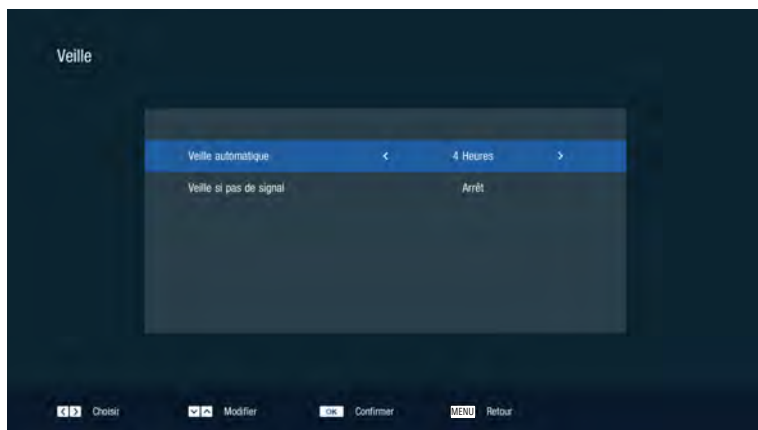 Veille
Veille automatique < 4 Heures >
Veille si pas de signal Arrêt
Choisir Modifier OK Confirmer MENU Retour